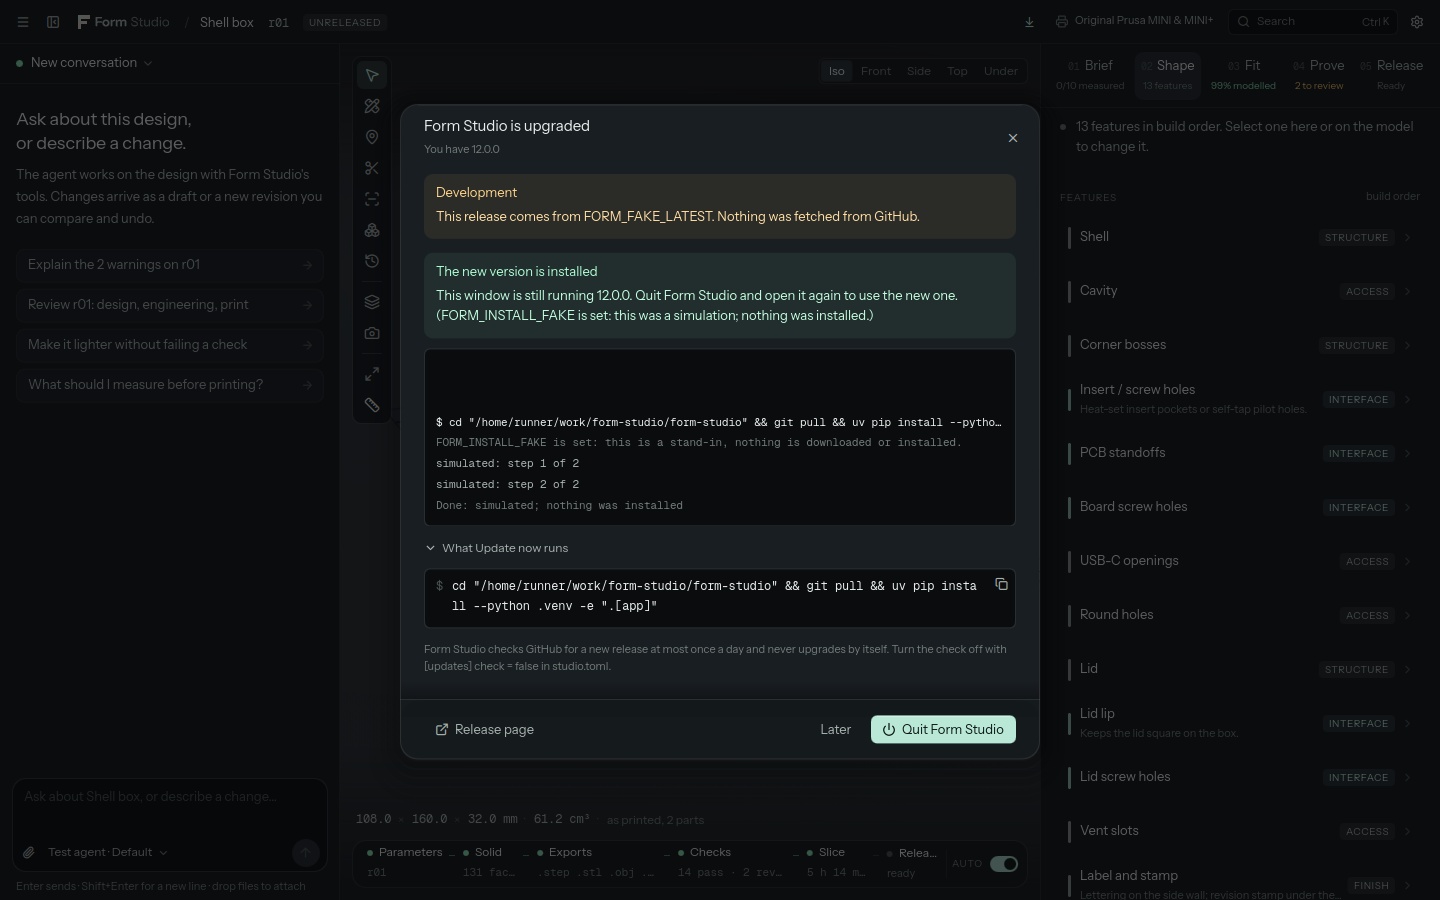 Form Studio / Shell box r01 UNRELEASED
Original Prusa MINI & MINI+
Search Ctrl K
New conversation
Ask about this design,
or describe a change.
The agent works on the design with Form Studio's
tools. Changes arrive as a draft or a new revision you
can compare and undo.
Explain the 2 warnings on r01
Review r01: design, engineering, print
Make it lighter without failing a check
What should I measure before printing?
Ask about Shell box, or describe a change...
Test agent · Default
Enter sends · Shift+Enter for a new line · drop files to attach
Iso Front Side Top Under
Form Studio is upgraded
You have 12.0.0
Development
This release comes from FORM_FAKE_LATEST. Nothing was fetched from GitHub.
The new version is installed
This window is still running 12.0.0. Quit Form Studio and open it again to use the new one.
(FORM_INSTALL_FAKE is set: this was a simulation; nothing was installed.)
$ cd "/home/runner/work/form-studio/form-studio" && git pull && uv pip install --pytho…
FORM_INSTALL_FAKE is set: this is a stand-in, nothing is downloaded or installed.
simulated: step 1 of 2
simulated: step 2 of 2
Done: simulated; nothing was installed
What Update now runs
$ cd "/home/runner/work/form-studio/form-studio" && git pull && uv pip insta
ll --python .venv -e ".[app]"
Form Studio checks GitHub for a new release at most once a day and never upgrades by itself. Turn the check off with
[updates] check = false in studio.toml.
Release page
Later
Quit Form Studio
108.0 × 160.0 × 32.0 mm · 61.2 cm³ · as printed, 2 parts
Parameters … Solid … Exports … Checks … Slice … Relea…
r01 131 fac… .step .stl .obj … 14 pass · 2 rev… 5 h 14 m… ready
AUTO
01 Brief 02 Shape 03 Fit 04 Prove 05 Release
0/10 measured 13 features 99% modelled 2 to review Ready
13 features in build order. Select one here or on the model
to change it.
FEATURES build order
Shell STRUCTURE
Cavity ACCESS
Corner bosses STRUCTURE
Insert / screw holes INTERFACE
Heat-set insert pockets or self-tap pilot holes.
PCB standoffs INTERFACE
Board screw holes INTERFACE
USB-C openings ACCESS
Round holes ACCESS
Lid STRUCTURE
Lid lip INTERFACE
Keeps the lid square on the box.
Lid screw holes INTERFACE
Vent slots ACCESS
Label and stamp FINISH
Lettering on the side wall; revision stamp under the…